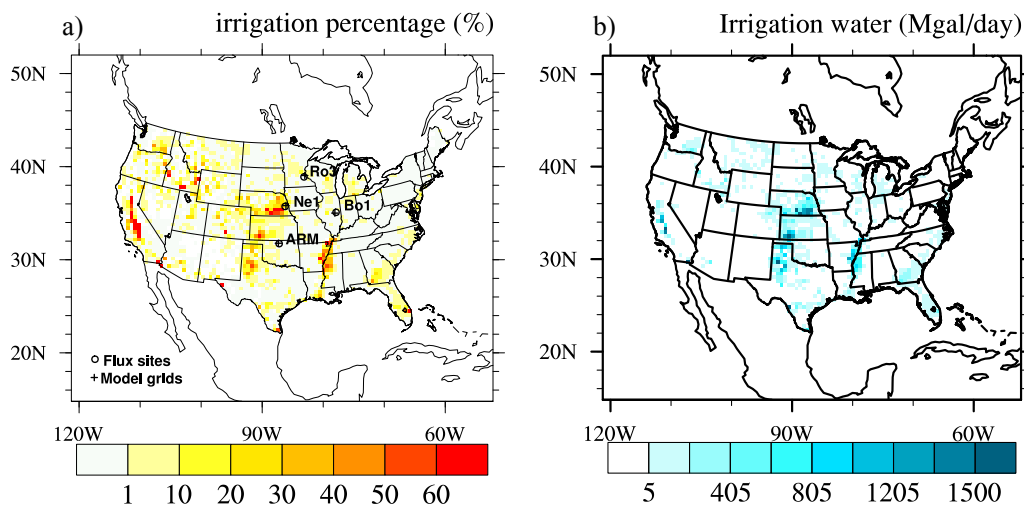 a) irrigation percentage (%)
50N
40N
30N
20N
Ro3
Ne1
Bo1
ARM
Flux sites
Model grids
120W 90W 60W
1 10 20 30 40 50 60
b) Irrigation water (Mgal/day)
50N
40N
30N
20N
120W 90W 60W
5 405 805 1205 1500